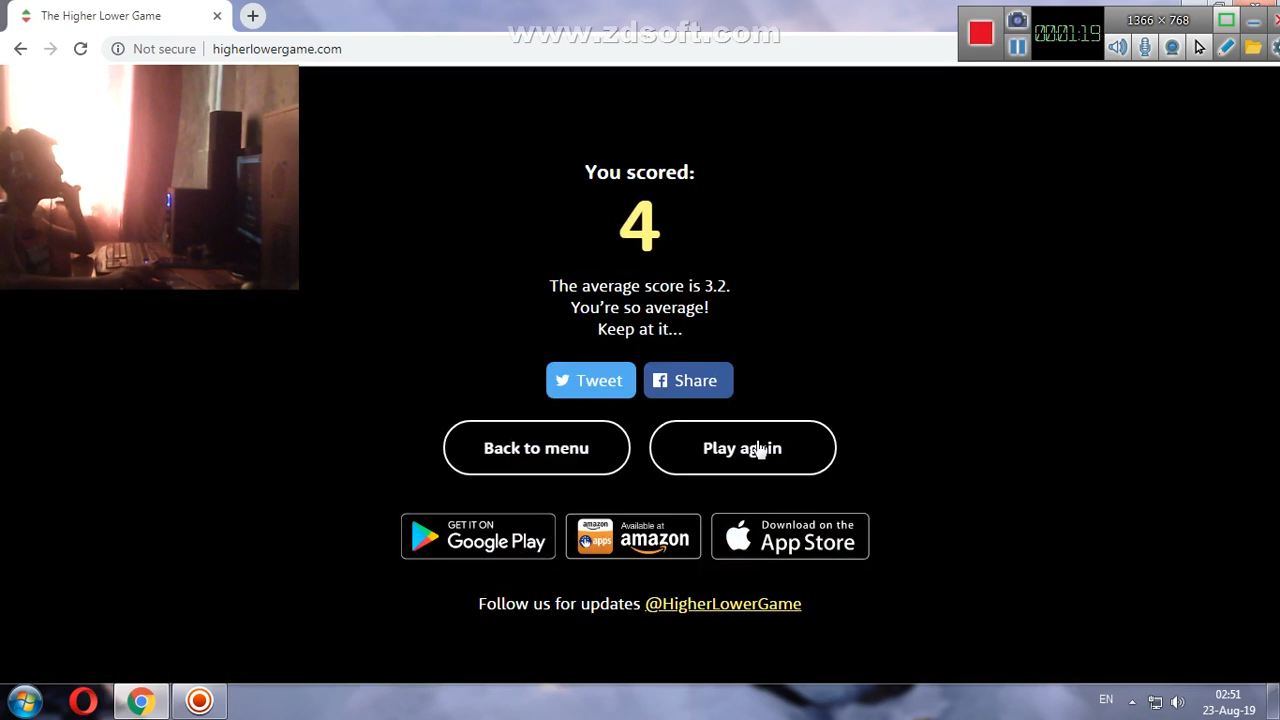 The Higher Lower Game
www.zdsoft.com
00:01:19
1366 × 768
Not secure
higherlowergame.com
You scored:
4
The average score is 3.2.
You're so average!
Keep at it...
Tweet
Share
Back to menu
Play again
GET IT ON
Google Play
amazon
apps
Available at
amazon
Download on the
App Store
Follow us for updates @HigherLowerGame
EN
02:51
23-Aug-19